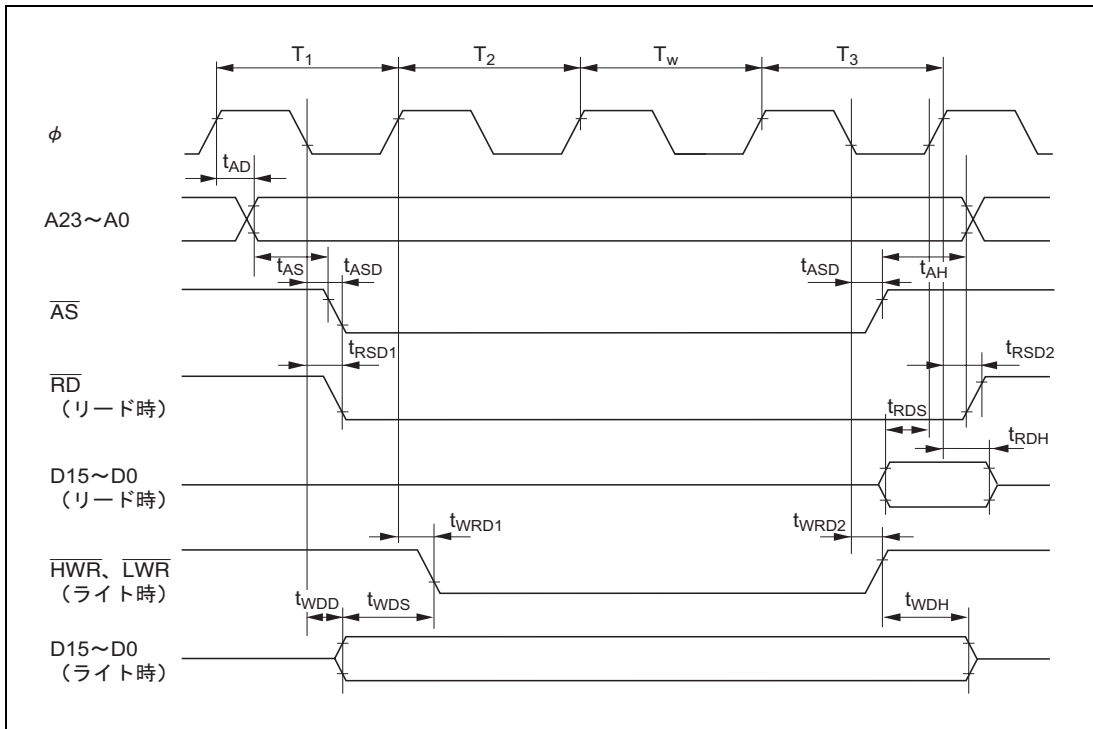 T1 T2 Tw T3
φ
tAD
A23～A0
tAS tASD tASD tAH
AS
tRSD1 tRSD2
RD
（リード時）
tRDS
tRDH
D15～D0
（リード時）
tWRD1 tWRD2
HWR、LWR
（ライト時）
tWDD tWDS tWDH
D15～D0
（ライト時）